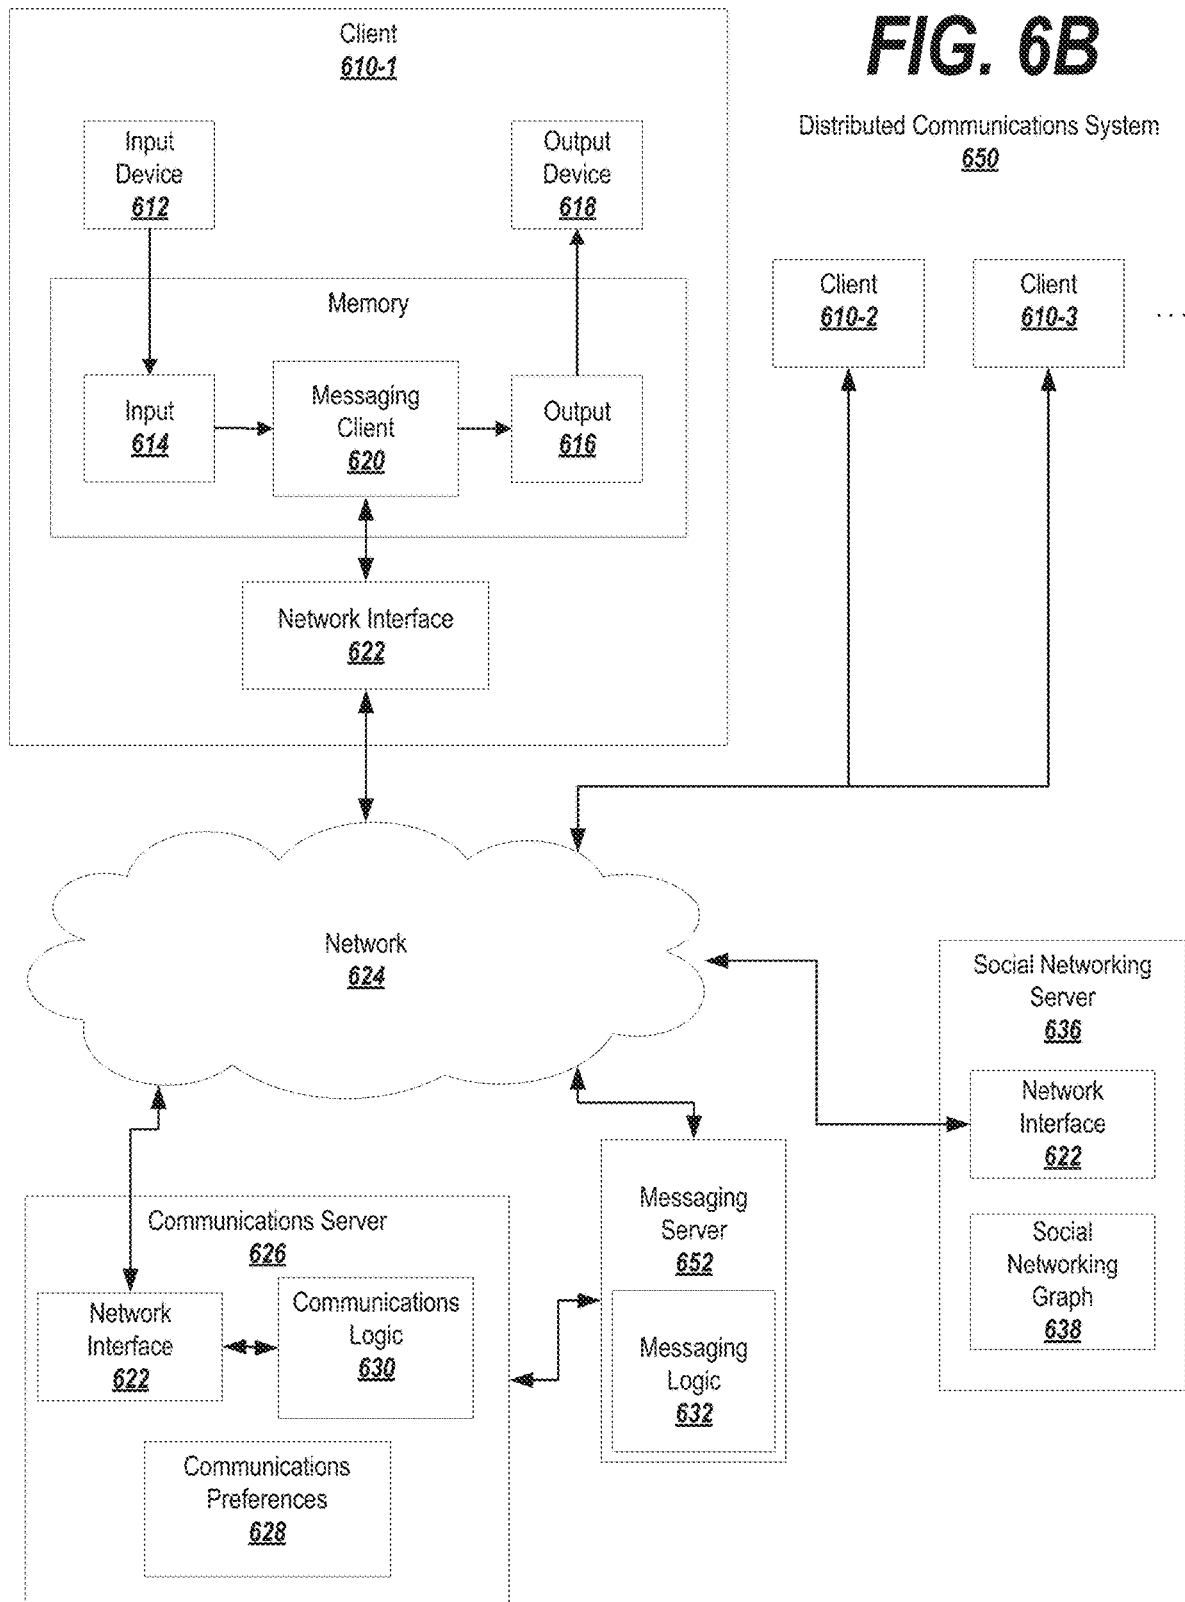 FIG. 6B
Distributed Communications System
650
Client
610-1
Input
Device
612
Output
Device
618
Memory
Input
614
Messaging
Client
620
Output
616
Network Interface
622
Client
610-2
Client
610-3
. . .
Network
624
Social Networking
Server
636
Network
Interface
622
Social
Networking
Graph
638
Messaging
Server
652
Messaging
Logic
632
Communications Server
626
Network
Interface
622
Communications
Logic
630
Communications
Preferences
628